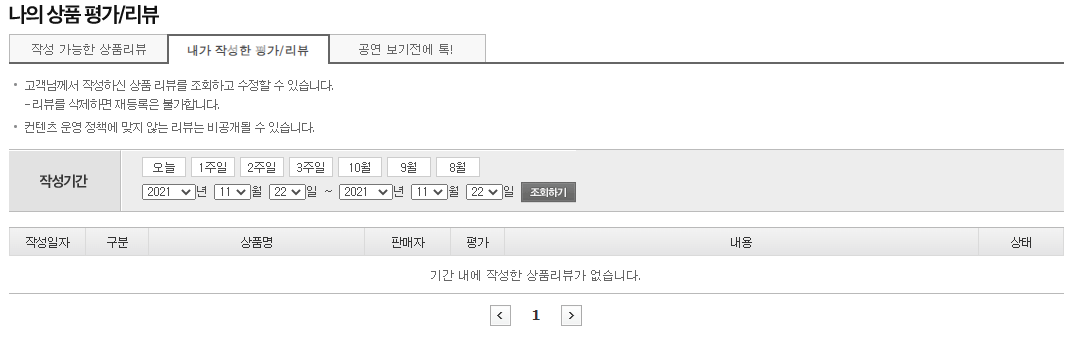 나의 상품 평가/리뷰
작성 가능한 상품리뷰 내가 작성한 평가/리뷰 공연 보기전에 톡!
• 고객님께서 작성하신 상품 리뷰를 조회하고 수정할 수 있습니다.
- 리뷰를 삭제하면 재등록은 불가합니다.
• 컨텐츠 운영 정책에 맞지 않는 리뷰는 비공개될 수 있습니다.
작성기간
오늘 1주일 2주일 3주일 10월 9월 8월
2021 년 11 월 22 일 ~ 2021 년 11 월 22 일 조회하기
작성일자 구분 상품명 판매자 평가 내용 상태
기간 내에 작성한 상품리뷰가 없습니다.
< 1 >